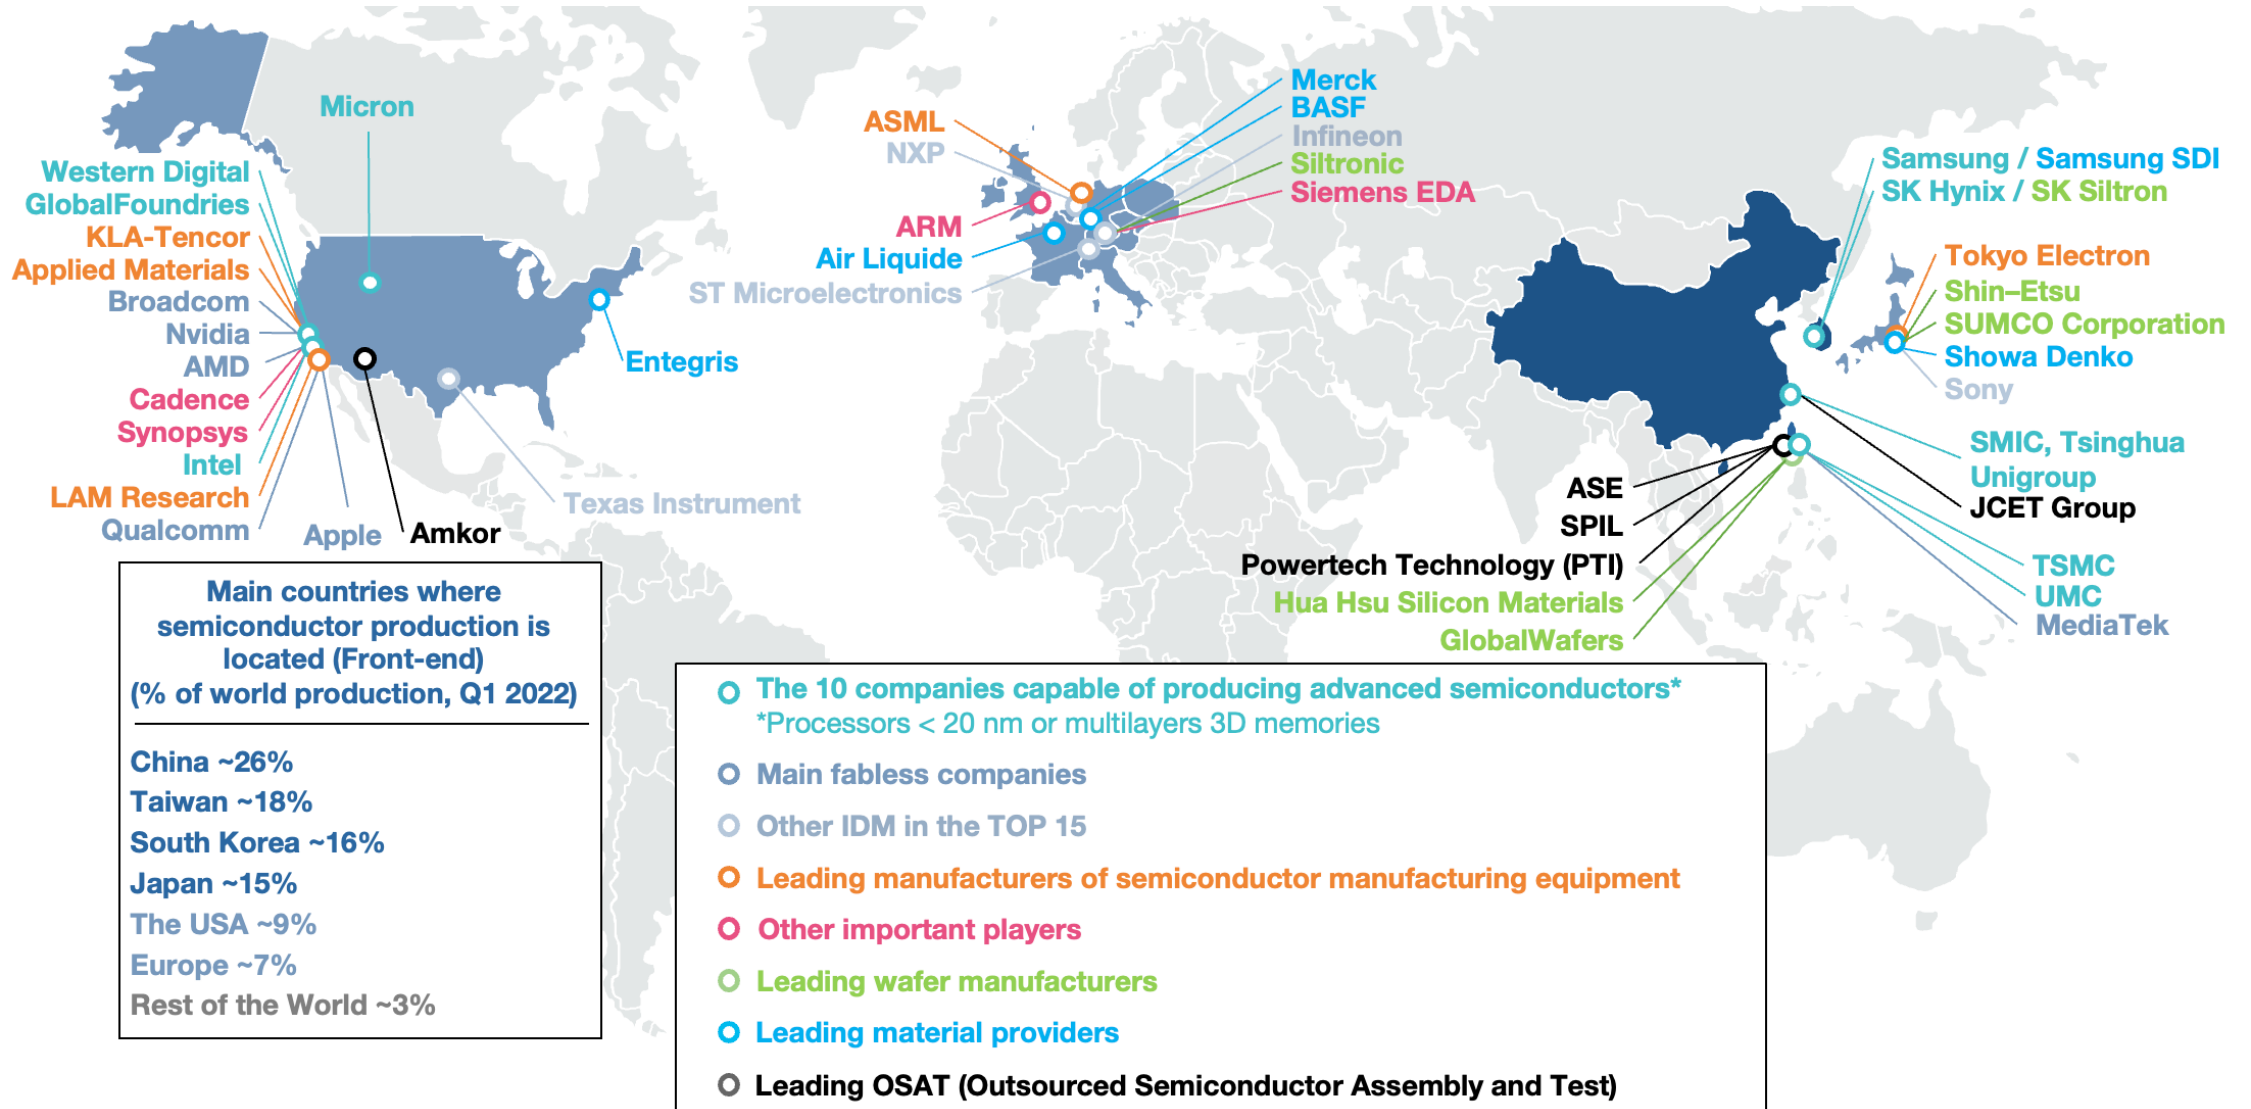 Micron
Western Digital
GlobalFoundries
KLA-Tencor
Applied Materials
Broadcom
Nvidia
AMD
Cadence
Synopsys
Intel
LAM Research
Qualcomm
Apple
Amkor
Texas Instrument
Entegris
ASML
NXP
ARM
Air Liquide
ST Microelectronics
Merck
BASF
Infineon
Siltronic
Siemens EDA
Samsung / Samsung SDI
SK Hynix / SK Siltron
Tokyo Electron
Shin–Etsu
SUMCO Corporation
Showa Denko
Sony
SMIC, Tsinghua
Unigroup
JCET Group
ASE
SPIL
Powertech Technology (PTI)
Hua Hsu Silicon Materials
GlobalWafers
TSMC
UMC
MediaTek
Main countries where
semiconductor production is
located (Front-end)
(% of world production, Q1 2022)
China ~26%
Taiwan ~18%
South Korea ~16%
Japan ~15%
The USA ~9%
Europe ~7%
Rest of the World ~3%
The 10 companies capable of producing advanced semiconductors*
*Processors < 20 nm or multilayers 3D memories
Main fabless companies
Other IDM in the TOP 15
Leading manufacturers of semiconductor manufacturing equipment
Other important players
Leading wafer manufacturers
Leading material providers
Leading OSAT (Outsourced Semiconductor Assembly and Test)